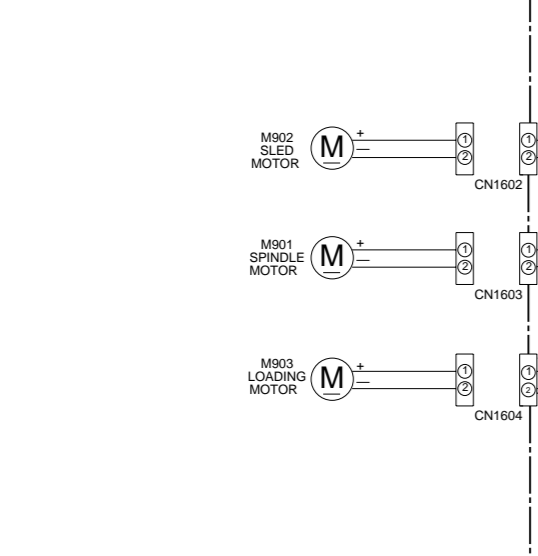 M902
SLED
MOTOR
M
+
—
1
2
1
2
CN1602
M901
SPINDLE
MOTOR
M
+
—
1
2
1
2
CN1603
M903
LOADING
MOTOR
M
+
—
1
2
1
2
CN1604